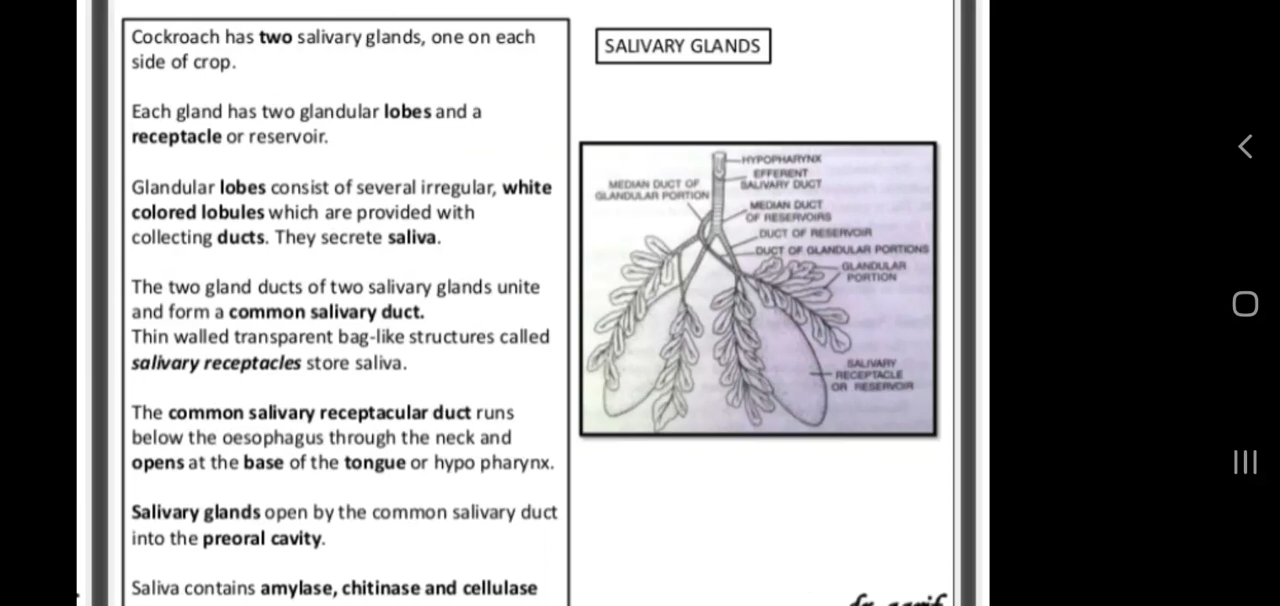 Cockroach has two salivary glands, one on each
side of crop.
Each gland has two glandular lobes and a
receptacle or reservoir.
Glandular lobes consist of several irregular, white
colored lobules which are provided with
collecting ducts. They secrete saliva.
The two gland ducts of two salivary glands unite
and form a common salivary duct.
Thin walled transparent bag-like structures called
salivary receptacles store saliva.
The common salivary receptacular duct runs
below the oesophagus through the neck and
opens at the base of the tongue or hypo pharynx.
Salivary glands open by the common salivary duct
into the preoral cavity.
Saliva contains amylase, chitinase and cellulase
SALIVARY GLANDS
HYPOPHARYNX
EFFERENT
SALIVARY DUCT
MEDIAN DUCT OF
GLANDULAR PORTION
MEDIAN DUCT
OF RESERVOIRS
DUCT OF RESERVOIR
DUCT OF GLANDULAR PORTIONS
GLANDULAR
PORTION
SALIVARY
RECEPTACLE
OR RESERVOIR